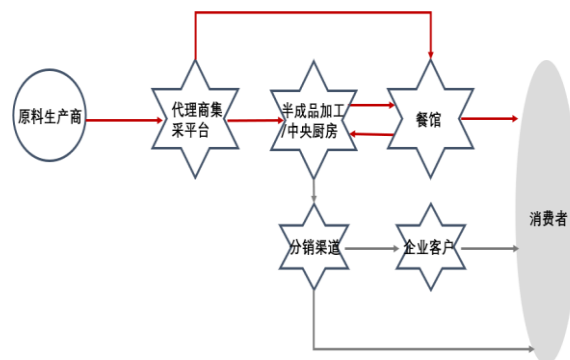 原料生产商
代理商集
采平台
半成品加工
/中央厨房
餐馆
消费者
分销渠道
企业客户